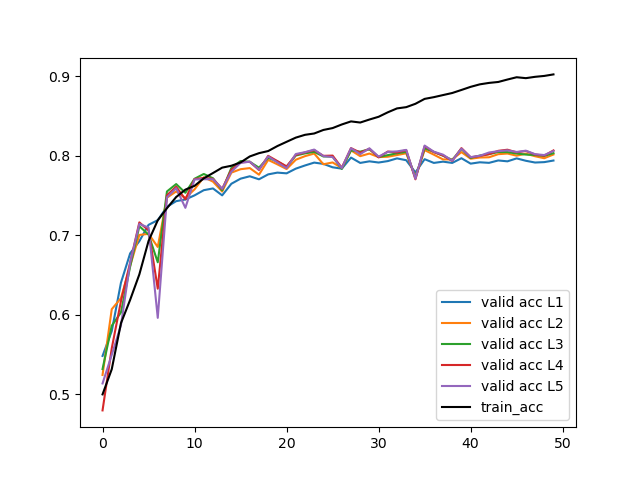 0.9
0.8
0.7
0.6
0.5
0 10 20 30 40 50
valid acc L1
valid acc L2
valid acc L3
valid acc L4
valid acc L5
train_acc